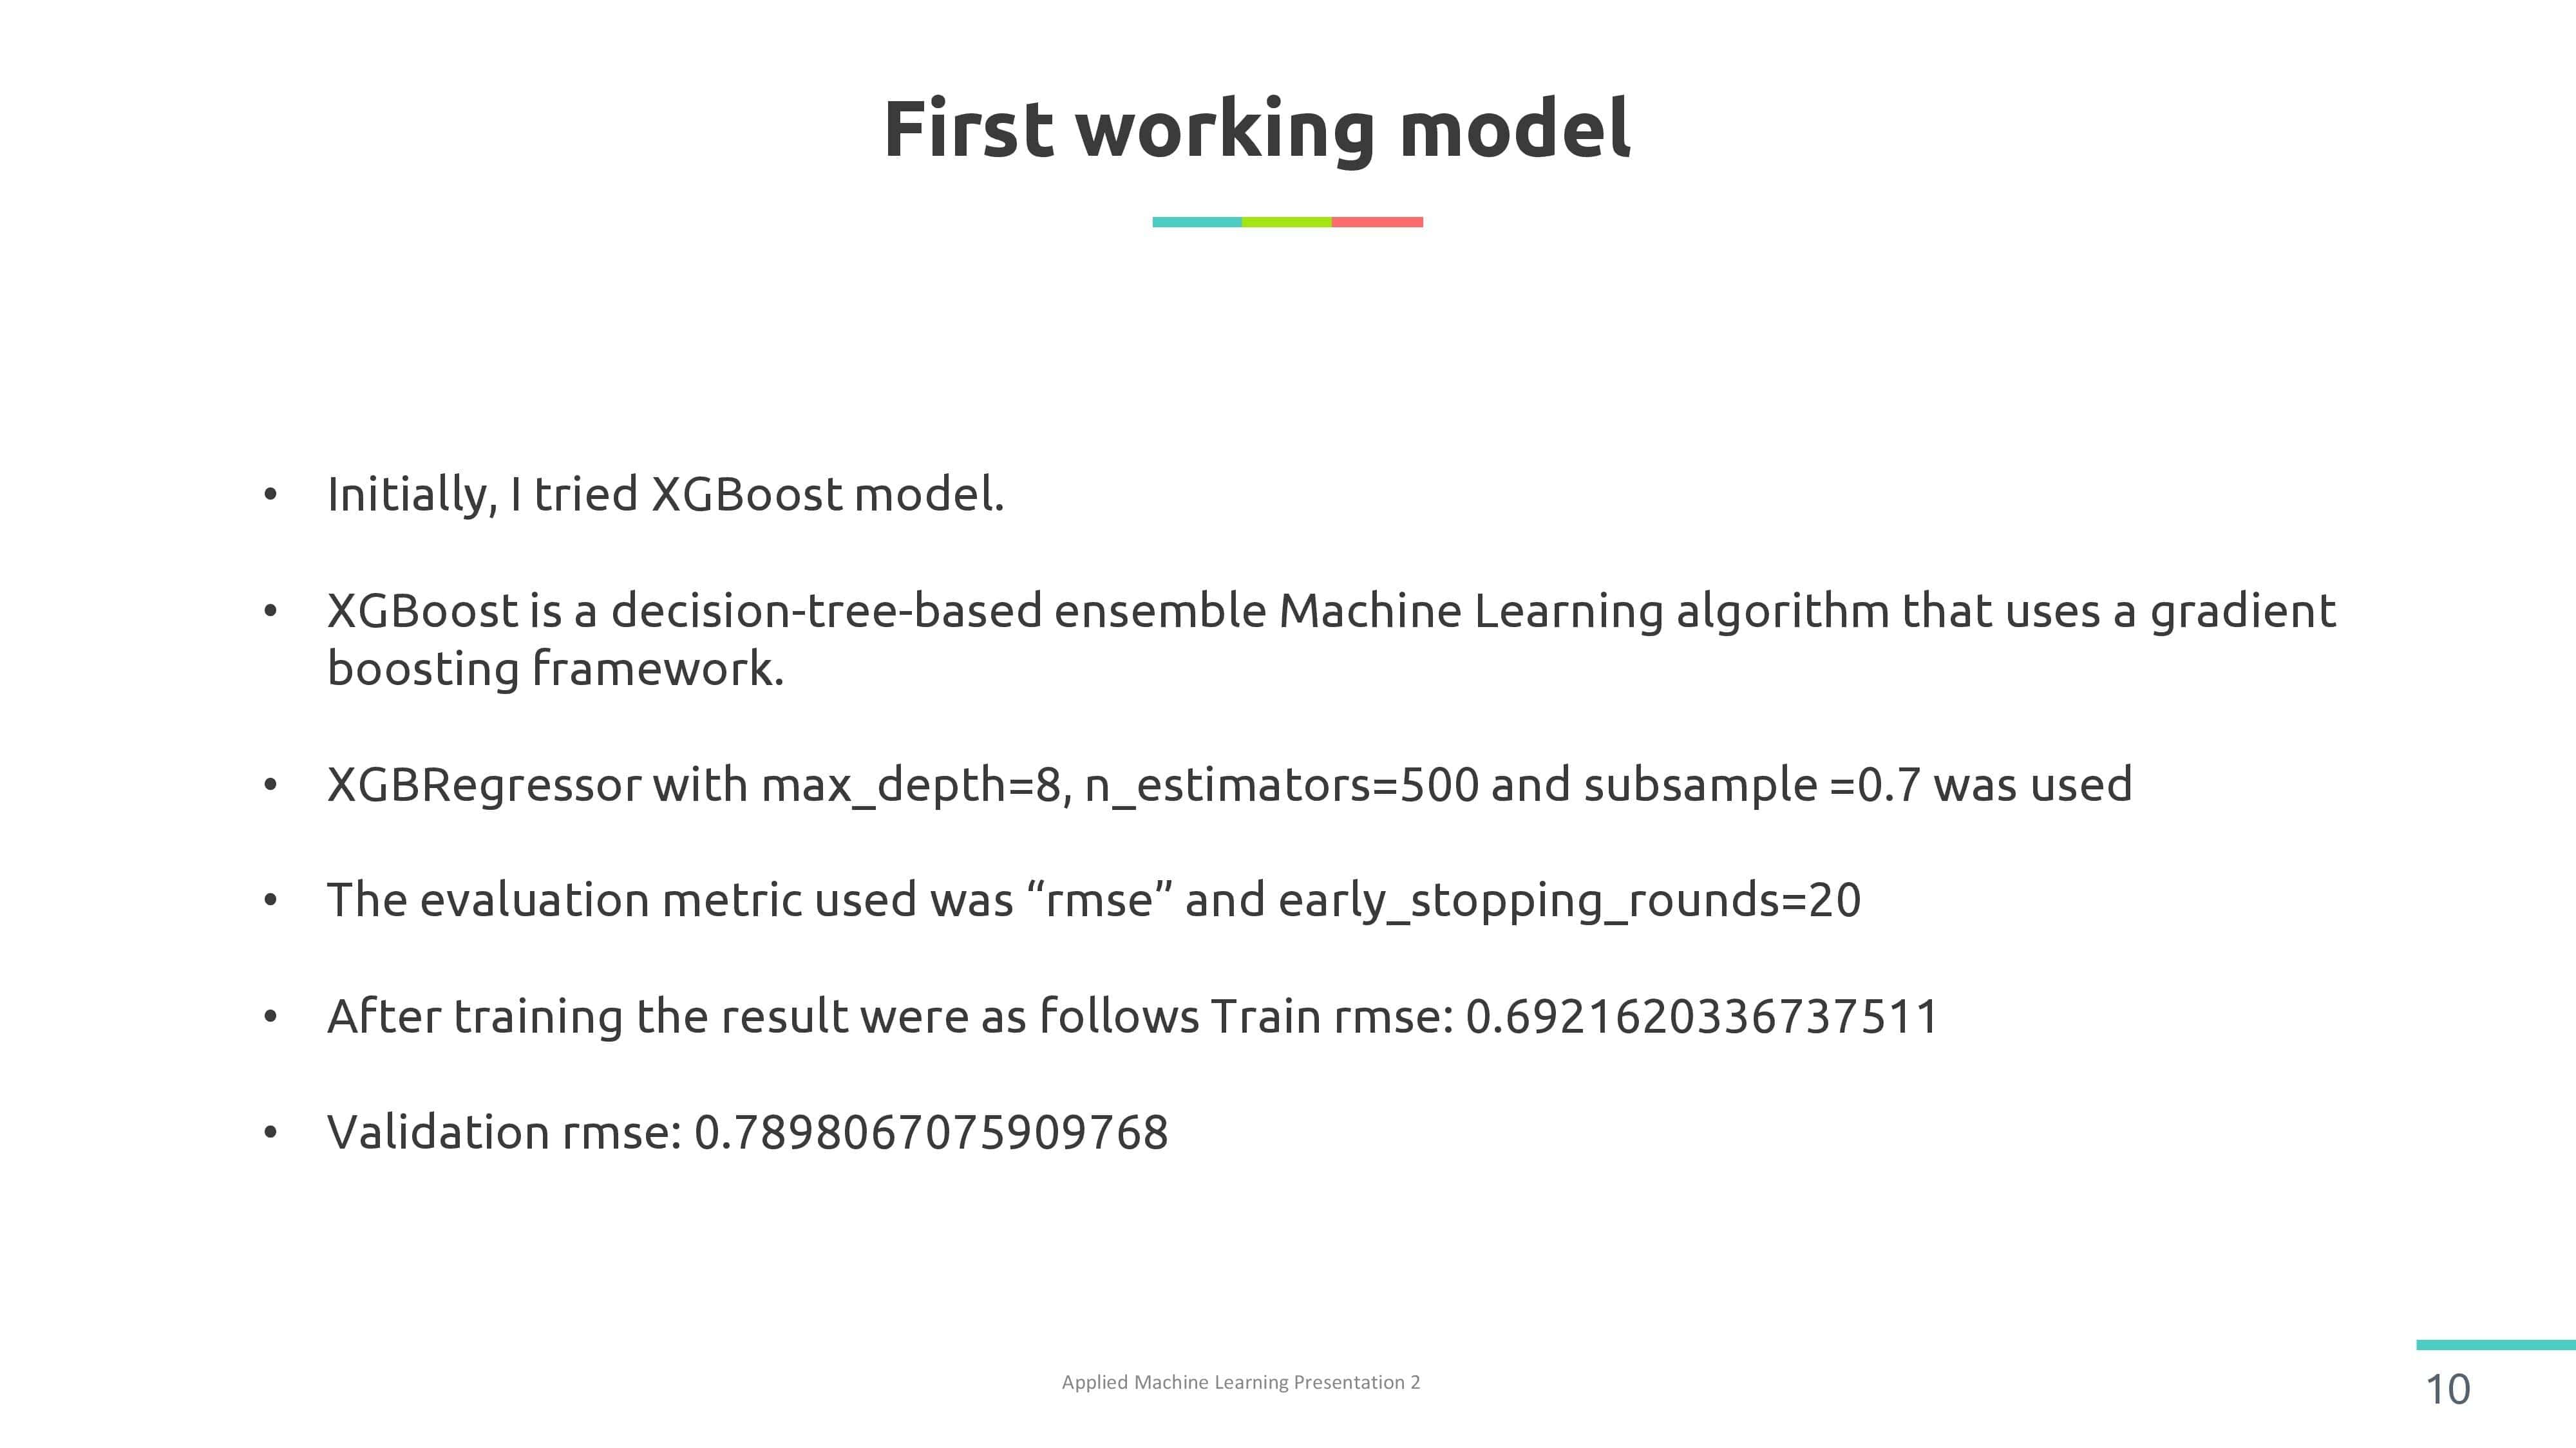 First working model
• Initially, I tried XGBoost model.
• XGBoost is a decision-tree-based ensemble Machine Learning algorithm that uses a gradient
boosting framework.
• XGBRegressor with max_depth=8, n_estimators=500 and subsample =0.7 was used
• The evaluation metric used was “rmse” and early_stopping_rounds=20
• After training the result were as follows Train rmse: 0.6921620336737511
• Validation rmse: 0.7898067075909768
Applied Machine Learning Presentation 2
10